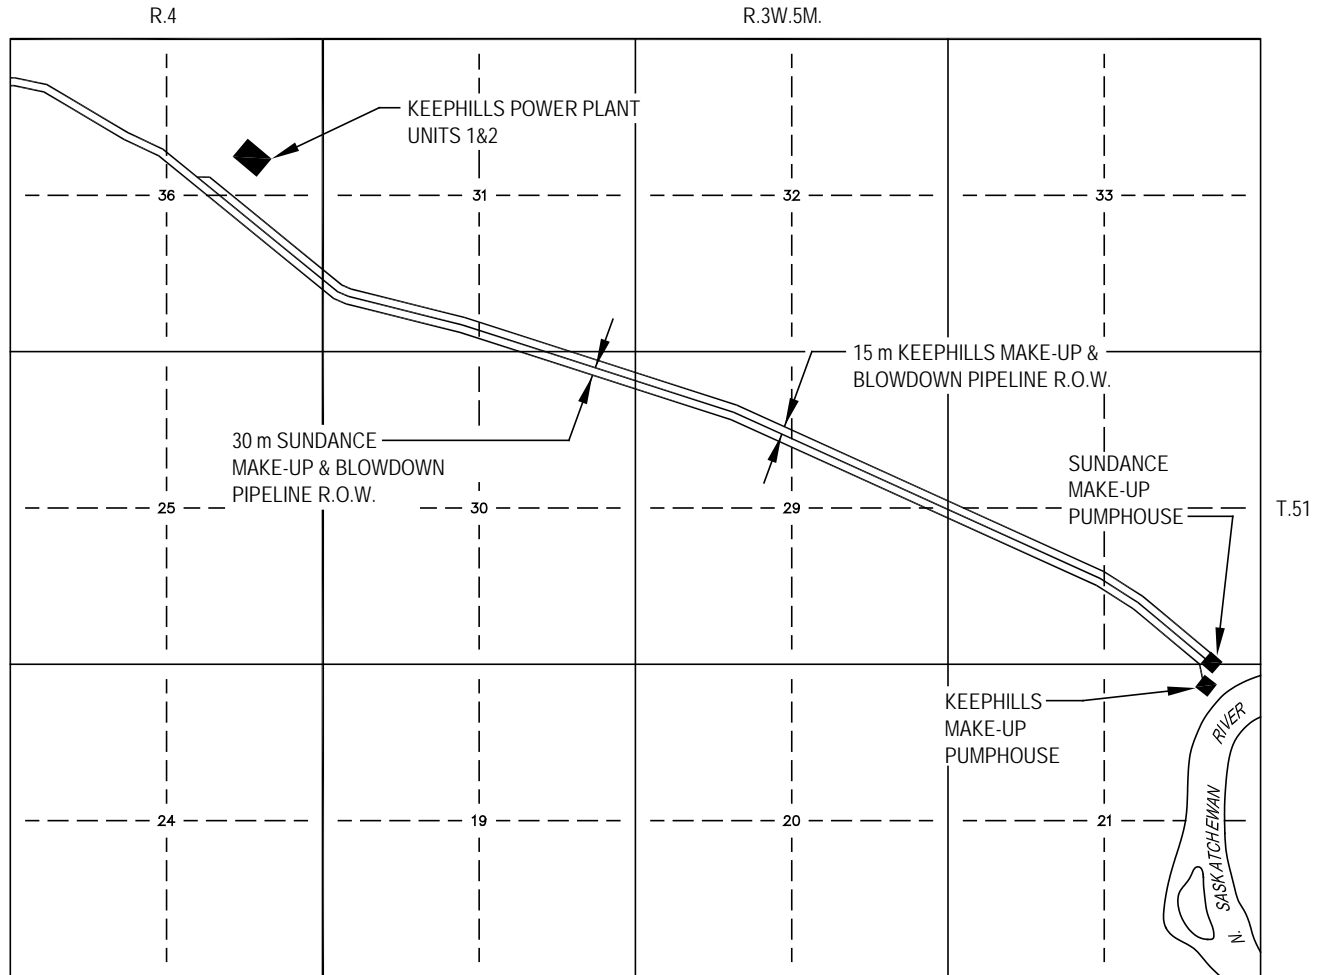 R.4
R.3W.5M.
KEEPHILLS POWER PLANT
UNITS 1&2
36
31
32
33
15 m KEEPHILLS MAKE-UP &
BLOWDOWN PIPELINE R.O.W.
30 m SUNDANCE
MAKE-UP & BLOWDOWN
PIPELINE R.O.W.
SUNDANCE
MAKE-UP
PUMPHOUSE
25
30
29
T.51
KEEPHILLS
MAKE-UP
PUMPHOUSE
24
19
20
21
N. SASKATCHEWAN RIVER